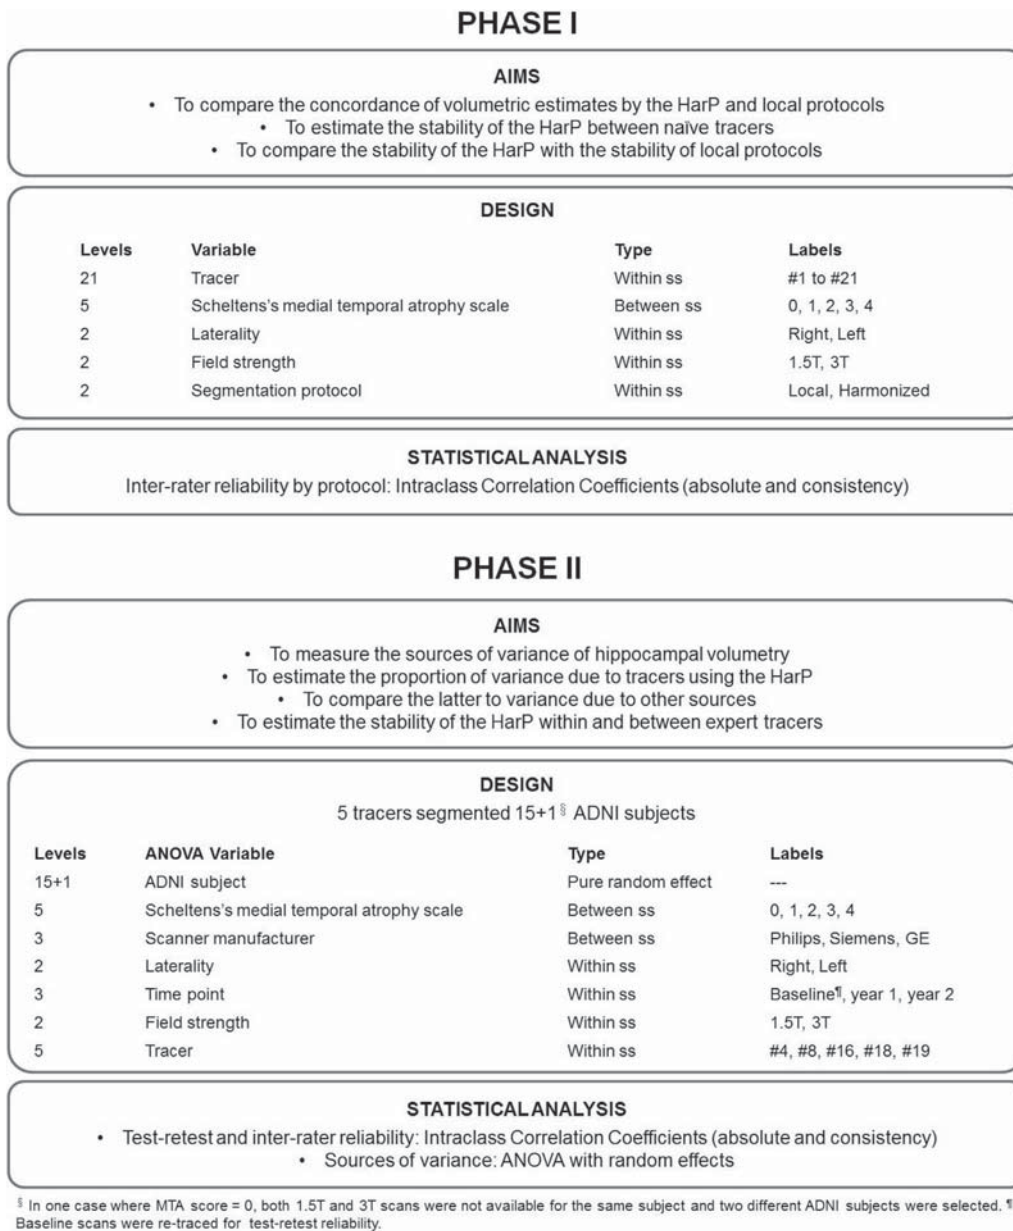 PHASE I
AIMS
• To compare the concordance of volumetric estimates by the HarP and local protocols
• To estimate the stability of the HarP between naïve tracers
• To compare the stability of the HarP with the stability of local protocols
DESIGN
Levels Variable Type Labels
21 Tracer Within ss #1 to #21
5 Scheltens's medial temporal atrophy scale Between ss 0, 1, 2, 3, 4
2 Laterality Within ss Right, Left
2 Field strength Within ss 1.5T, 3T
2 Segmentation protocol Within ss Local, Harmonized
STATISTICAL ANALYSIS
Inter-rater reliability by protocol: Intraclass Correlation Coefficients (absolute and consistency)
PHASE II
AIMS
• To measure the sources of variance of hippocampal volumetry
• To estimate the proportion of variance due to tracers using the HarP
• To compare the latter to variance due to other sources
• To estimate the stability of the HarP within and between expert tracers
DESIGN
5 tracers segmented 15+1§ ADNI subjects
Levels ANOVA Variable Type Labels
15+1 ADNI subject Pure random effect ---
5 Scheltens's medial temporal atrophy scale Between ss 0, 1, 2, 3, 4
3 Scanner manufacturer Between ss Philips, Siemens, GE
2 Laterality Within ss Right, Left
3 Time point Within ss Baseline¶, year 1, year 2
2 Field strength Within ss 1.5T, 3T
5 Tracer Within ss #4, #8, #16, #18, #19
STATISTICAL ANALYSIS
• Test-retest and inter-rater reliability: Intraclass Correlation Coefficients (absolute and consistency)
• Sources of variance: ANOVA with random effects
§ In one case where MTA score = 0, both 1.5T and 3T scans were not available for the same subject and two different ADNI subjects were selected. ¶
Baseline scans were re-traced for test-retest reliability.